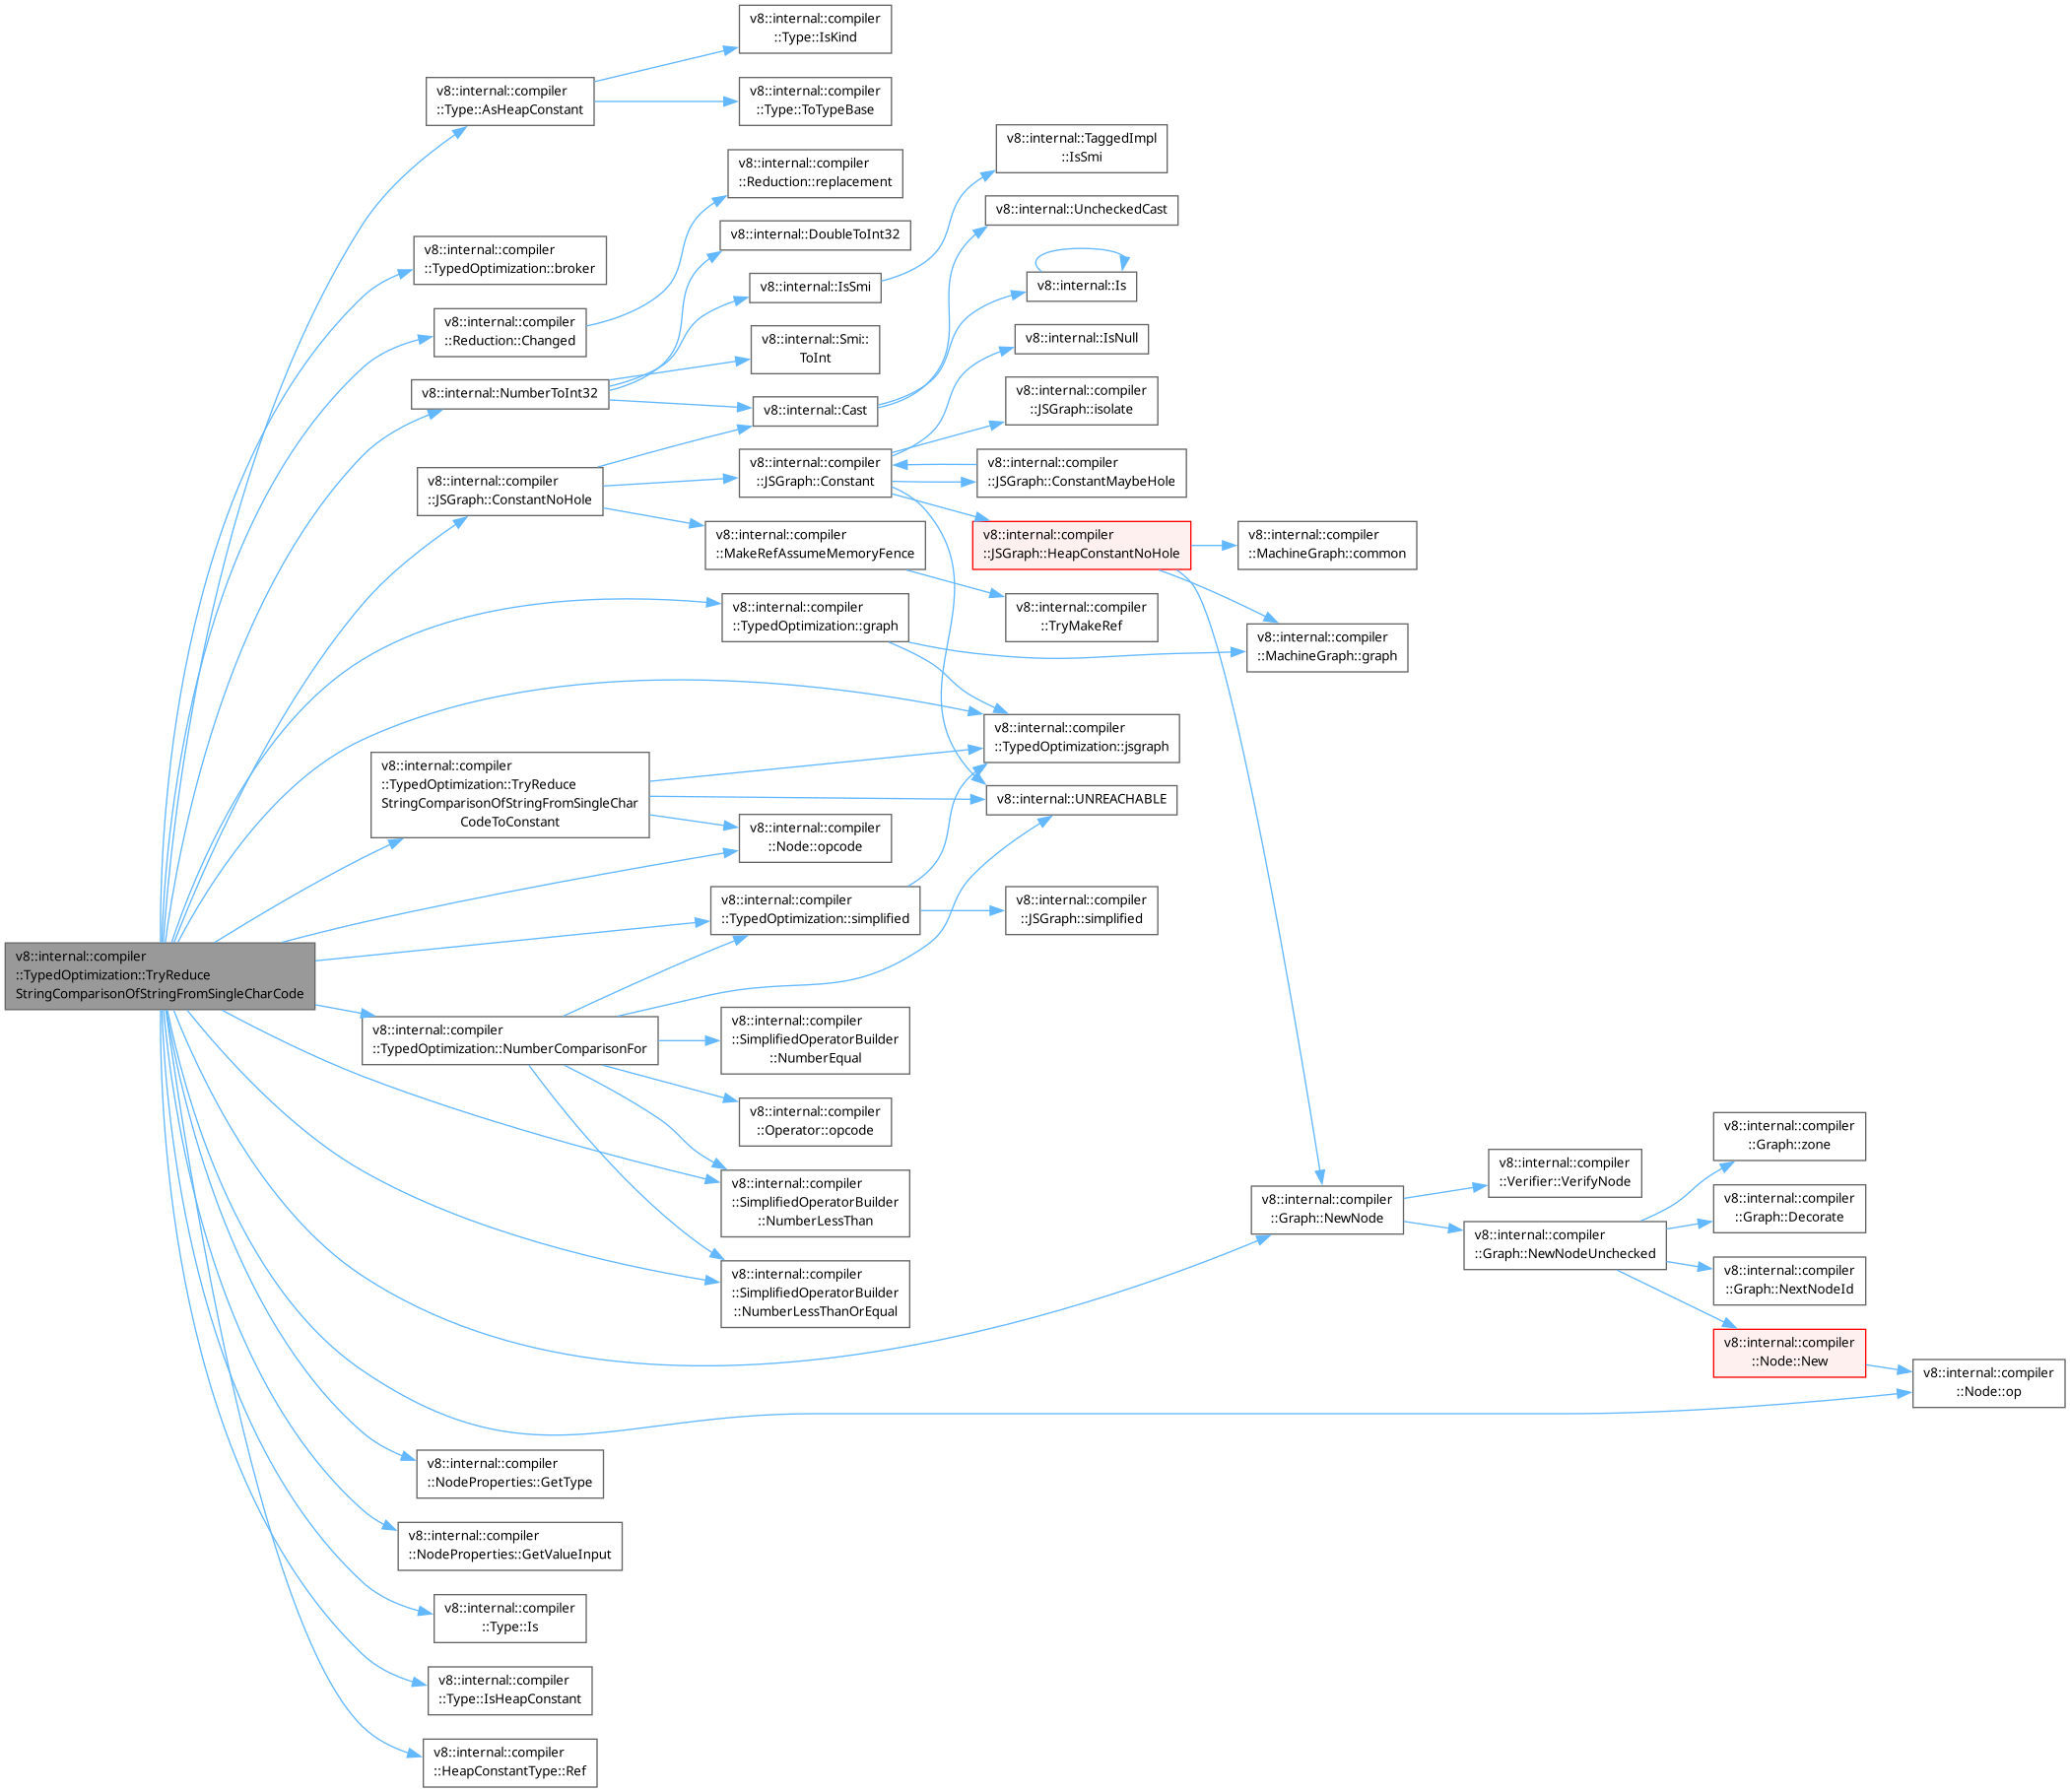 v8::internal::compiler
::TypedOptimization::TryReduce
StringComparisonOfStringFromSingleCharCode
v8::internal::compiler
::Type::AsHeapConstant
v8::internal::compiler
::Type::IsKind
v8::internal::compiler
::Type::ToTypeBase
v8::internal::compiler
::TypedOptimization::broker
v8::internal::compiler
::Reduction::Changed
v8::internal::compiler
::Reduction::replacement
v8::internal::NumberToInt32
v8::internal::DoubleToInt32
v8::internal::IsSmi
v8::internal::TaggedImpl
::IsSmi
v8::internal::Smi::
ToInt
v8::internal::Cast
v8::internal::UncheckedCast
v8::internal::Is
v8::internal::compiler
::JSGraph::ConstantNoHole
v8::internal::compiler
::JSGraph::Constant
v8::internal::IsNull
v8::internal::compiler
::JSGraph::isolate
v8::internal::compiler
::JSGraph::ConstantMaybeHole
v8::internal::compiler
::JSGraph::HeapConstantNoHole
v8::internal::compiler
::MachineGraph::common
v8::internal::compiler
::MakeRefAssumeMemoryFence
v8::internal::compiler
::TryMakeRef
v8::internal::compiler
::TypedOptimization::graph
v8::internal::compiler
::MachineGraph::graph
v8::internal::compiler
::TypedOptimization::jsgraph
v8::internal::compiler
::TypedOptimization::TryReduce
StringComparisonOfStringFromSingleChar
CodeToConstant
v8::internal::UNREACHABLE
v8::internal::compiler
::Node::opcode
v8::internal::compiler
::TypedOptimization::simplified
v8::internal::compiler
::JSGraph::simplified
v8::internal::compiler
::TypedOptimization::NumberComparisonFor
v8::internal::compiler
::SimplifiedOperatorBuilder
::NumberEqual
v8::internal::compiler
::Operator::opcode
v8::internal::compiler
::SimplifiedOperatorBuilder
::NumberLessThan
v8::internal::compiler
::SimplifiedOperatorBuilder
::NumberLessThanOrEqual
v8::internal::compiler
::Graph::NewNode
v8::internal::compiler
::Verifier::VerifyNode
v8::internal::compiler
::Graph::NewNodeUnchecked
v8::internal::compiler
::Graph::zone
v8::internal::compiler
::Graph::Decorate
v8::internal::compiler
::Graph::NextNodeId
v8::internal::compiler
::Node::New
v8::internal::compiler
::Node::op
v8::internal::compiler
::NodeProperties::GetType
v8::internal::compiler
::NodeProperties::GetValueInput
v8::internal::compiler
::Type::Is
v8::internal::compiler
::Type::IsHeapConstant
v8::internal::compiler
::HeapConstantType::Ref